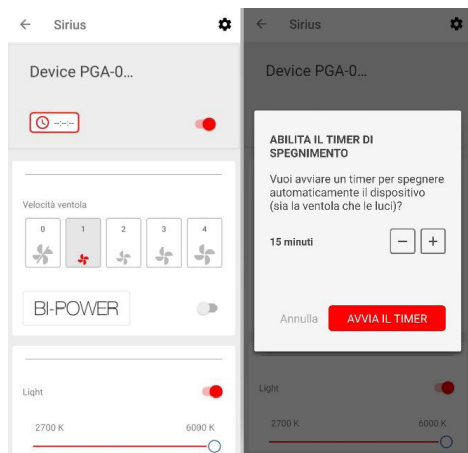 Sirius
Device PGA-0...
--:--:--
Velocità ventola
0 1 2 3 4
BI-POWER
Light
2700 K 6000 K
Sirius
Device PGA-0...
ABILITA IL TIMER DI
SPEGNIMENTO
Vuoi avviare un timer per spegnere
automaticamente il dispositivo
(sia la ventola che le luci)?
15 minuti
Annulla AVVIA IL TIMER
Light
2700 K 6000 K